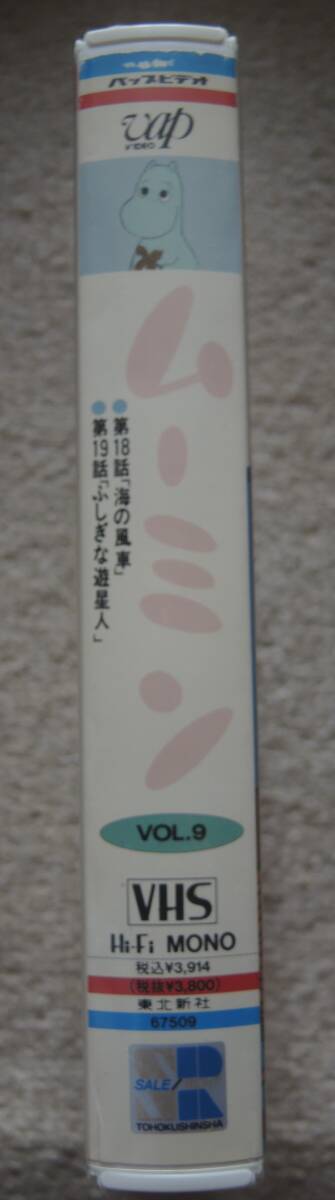 バップビデオ
vap
VIDEO
ムーミン
第18話「海の風車」
第19話「ふしぎな遊星人」
VOL.9
VHS
Hi-Fi MONO
税込¥3,914
(税抜¥3,800)
東北新社
67509
SALE/
TOHOKUSHINSHA